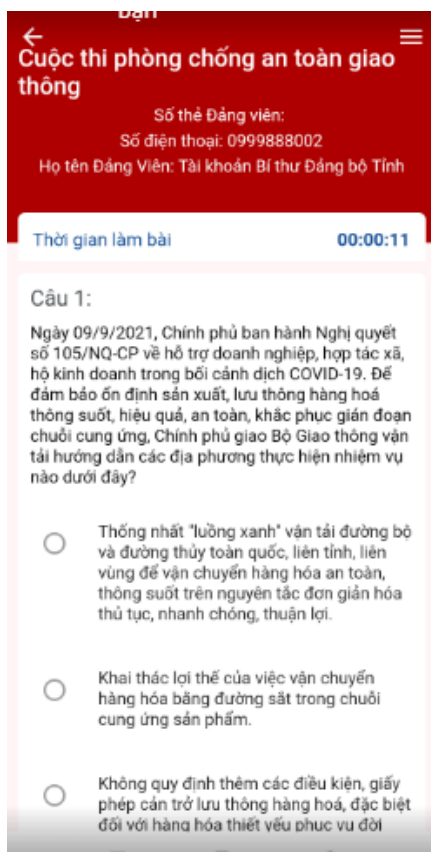 bạn
Cuộc thi phòng chống an toàn giao
thông
Số thẻ Đảng viên:
Số điện thoại: 0999888002
Họ tên Đảng Viên: Tài khoản Bí thư Đảng bộ Tỉnh
Thời gian làm bài 00:00:11
Câu 1:
Ngày 09/9/2021, Chính phủ ban hành Nghị quyết
số 105/NQ-CP về hỗ trợ doanh nghiệp, hợp tác xã,
hộ kinh doanh trong bối cảnh dịch COVID-19. Để
đảm bảo ổn định sản xuất, lưu thông hàng hoá
thông suốt, hiệu quả, an toàn, khắc phục gián đoạn
chuỗi cung ứng, Chính phủ giao Bộ Giao thông vận
tải hướng dẫn các địa phương thực hiện nhiệm vụ
nào dưới đây?
Thống nhất "luồng xanh" vận tải đường bộ
và đường thủy toàn quốc, liên tỉnh, liên
vùng để vận chuyển hàng hóa an toàn,
thông suốt trên nguyên tắc đơn giản hóa
thủ tục, nhanh chóng, thuận lợi.
Khai thác lợi thế của việc vận chuyển
hàng hóa bằng đường sắt trong chuỗi
cung ứng sản phẩm.
Không quy định thêm các điều kiện, giấy
phép cản trở lưu thông hàng hoá, đặc biệt
đối với hàng hóa thiết yếu phục vụ đời